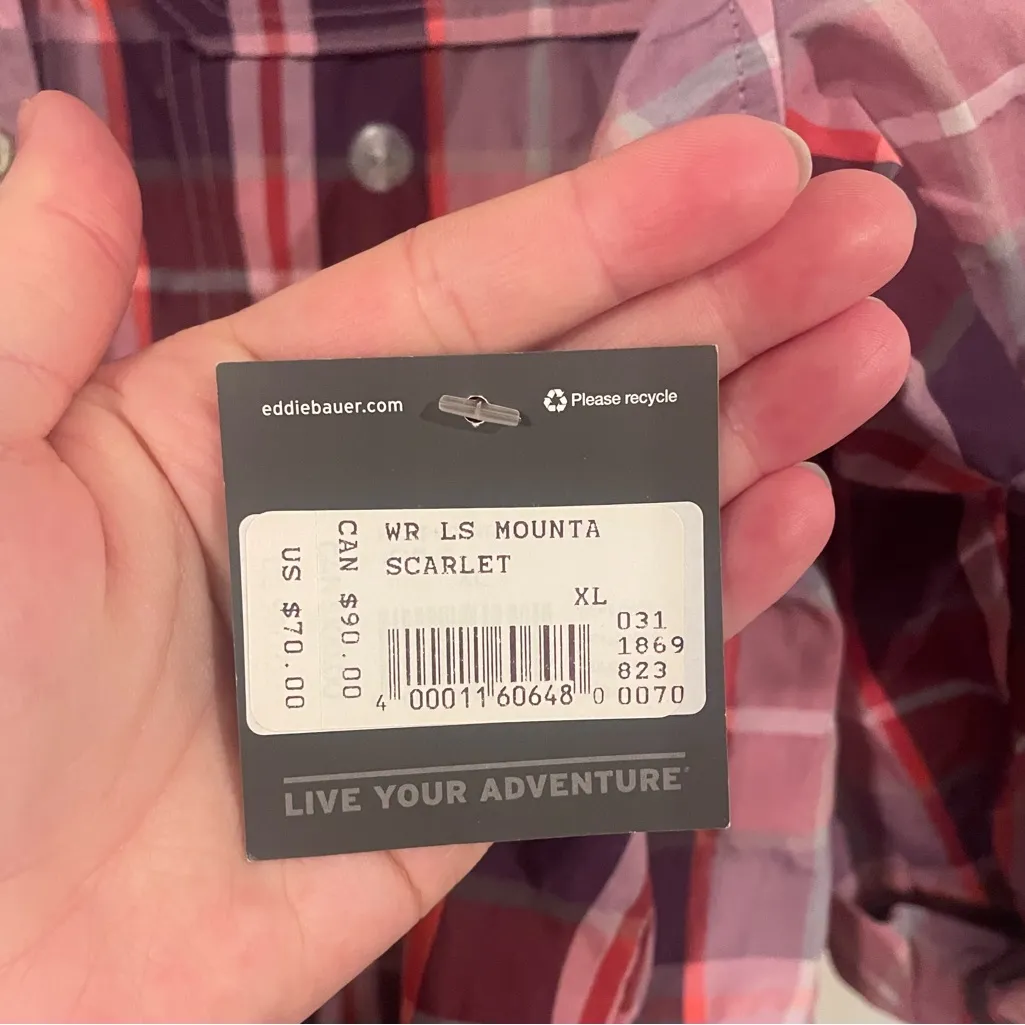 eddiebauer.com
Please recycle
US $70.00
CAN $90.00
WR LS MOUNTA
SCARLET
XL
031
1869
823
0070
4 00011 60648 0
LIVE YOUR ADVENTURE